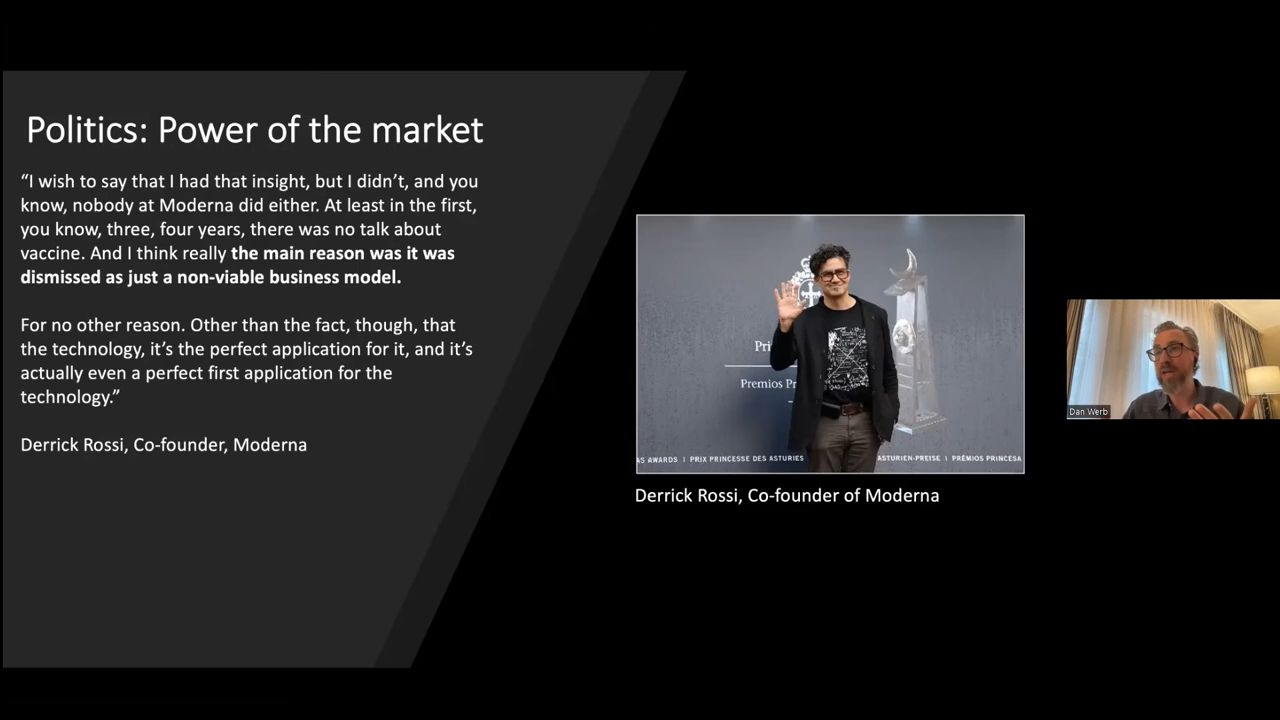 Politics: Power of the market
“I wish to say that I had that insight, but I didn’t, and you
know, nobody at Moderna did either. At least in the first,
you know, three, four years, there was no talk about
vaccine. And I think really the main reason was it was
dismissed as just a non-viable business model.
For no other reason. Other than the fact, though, that
the technology, it’s the perfect application for it, and it’s
actually even a perfect first application for the
technology.”
Derrick Rossi, Co-founder, Moderna
Premios
AS AWARDS | PRIX PRINCESSE DES ASTURIES
ASTURIEN-PREISE | PRÉMIOS PRINCESA
Derrick Rossi, Co-founder of Moderna
Dan Werb